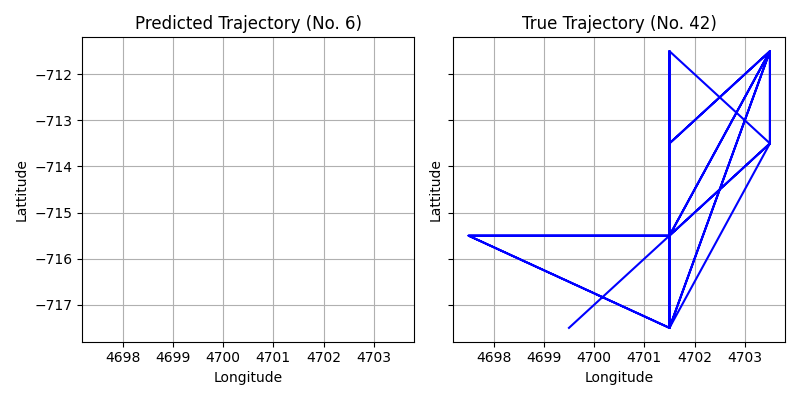 Predicted Trajectory (No. 6)
True Trajectory (No. 42)
Lattitude
−712
−713
−714
−715
−716
−717
4698 4699 4700 4701 4702 4703
Longitude
Lattitude
4698 4699 4700 4701 4702 4703
Longitude